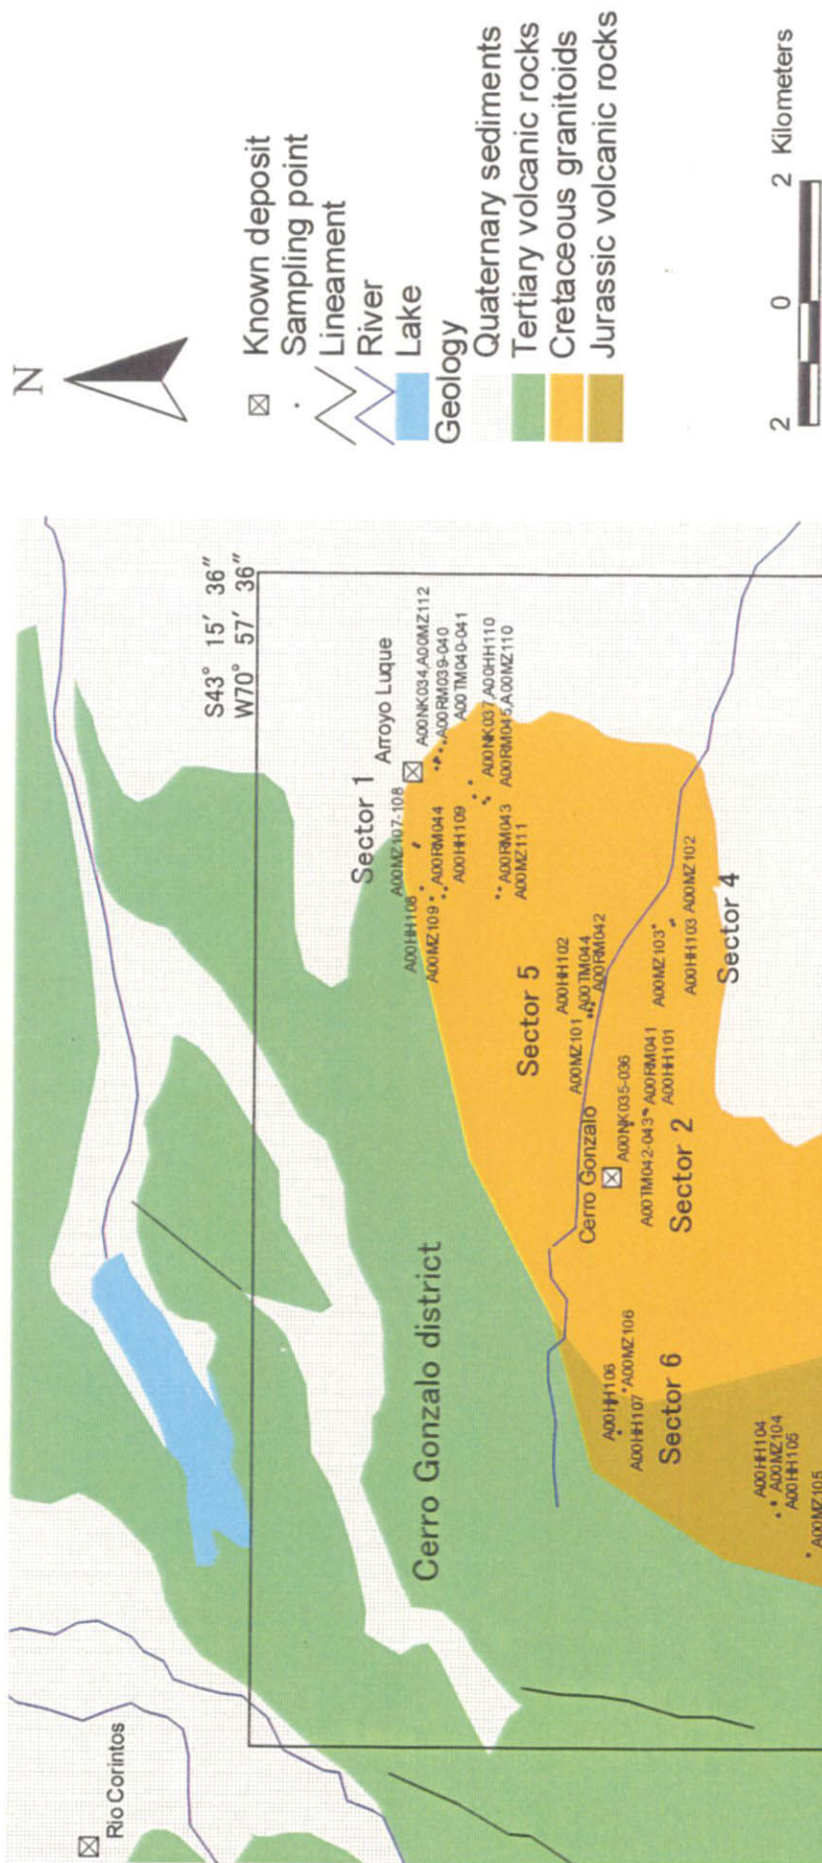 N
Known deposit
Sampling point
Lineament
River
Lake
Geology
Quaternary sediments
Tertiary volcanic rocks
Cretaceous granitoids
Jurassic volcanic rocks
2 0 2 Kilometers
S43° 15′ 36″
W70° 57′ 36″
Rio Corintos
Cerro Gonzalo district
Sector 1
Arroyo Luque
A00NK034,A00MZ112
A00RM039-040
A00TM040-041
A00MZ107-108
A00HH108
A00MZ109
A00RM044
A00HH109
A00NK037,A00HH110
A00RM045,A00MZ110
A00RM043
A00MZ111
Sector 5
A00HH102
A00MZ101
A00TM044
A00RM042
Cerro Gonzalo
A00NK035-036
A00TM042-043
A00RM041
A00HH101
Sector 2
A00MZ103
A00HH103
A00MZ102
Sector 4
A00HH106
A00MZ106
A00HH107
Sector 6
A00HH104
A00MZ104
A00HH105
A00MZ105